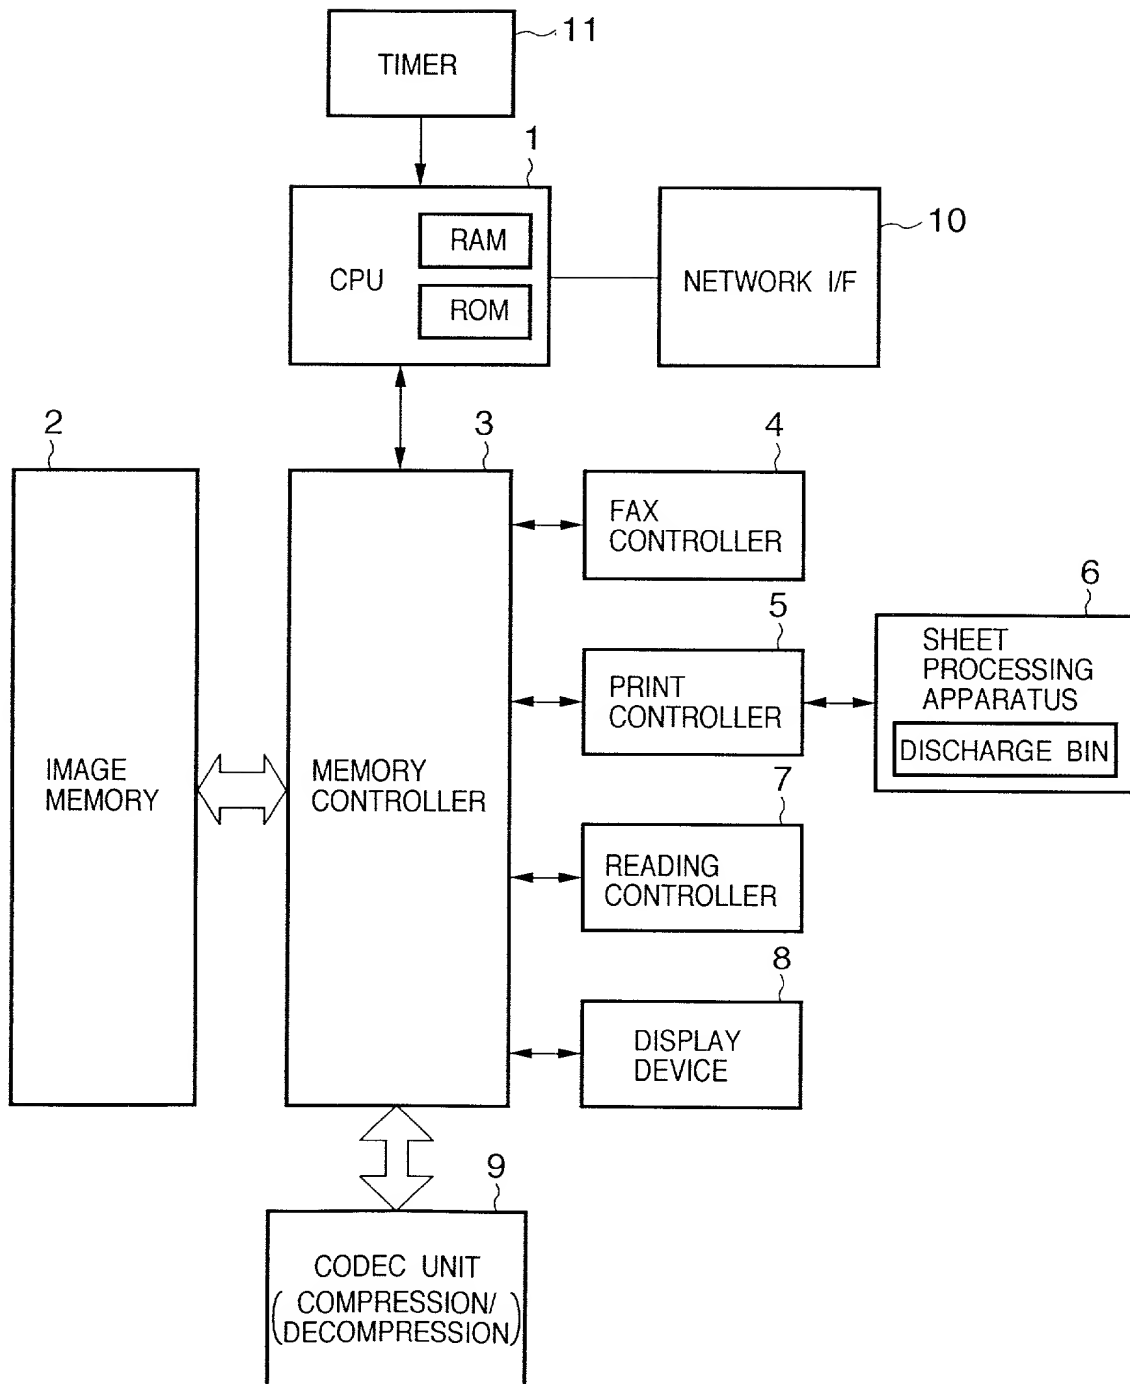 11
TIMER
1
RAM
CPU
ROM
10
NETWORK I/F
2
3
4
FAX
CONTROLLER
5
PRINT
CONTROLLER
6
SHEET
PROCESSING
APPARATUS
DISCHARGE BIN
IMAGE
MEMORY
MEMORY
CONTROLLER
7
READING
CONTROLLER
8
DISPLAY
DEVICE
9
CODEC UNIT
(COMPRESSION/
DECOMPRESSION)